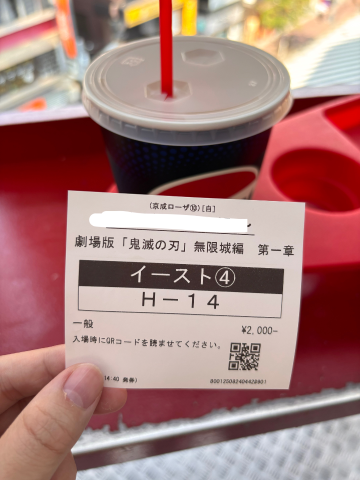 (京成ローザ⑩)[自]
劇場版「鬼滅の刃」無限城編 第一章
イースト④
H-14
一般
¥2,000-
入場時にQRコードを読ませてください。